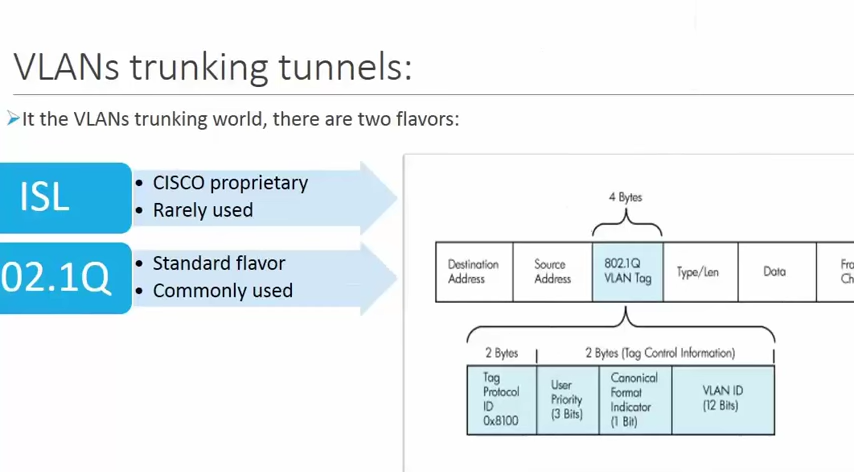 VLANs trunking tunnels:
It the VLANs trunking world, there are two flavors:
ISL
• CISCO proprietary
• Rarely used
02.1Q
• Standard flavor
• Commonly used
4 Bytes
Destination Address
Source Address
802.1Q VLAN Tag
Type/Len
Data
Fra
Ch
2 Bytes
2 Bytes (Tag Control Information)
Tag Protocol ID 0x8100
User Priority (3 Bits)
Canonical Format Indicator (1 Bit)
VLAN ID (12 Bits)